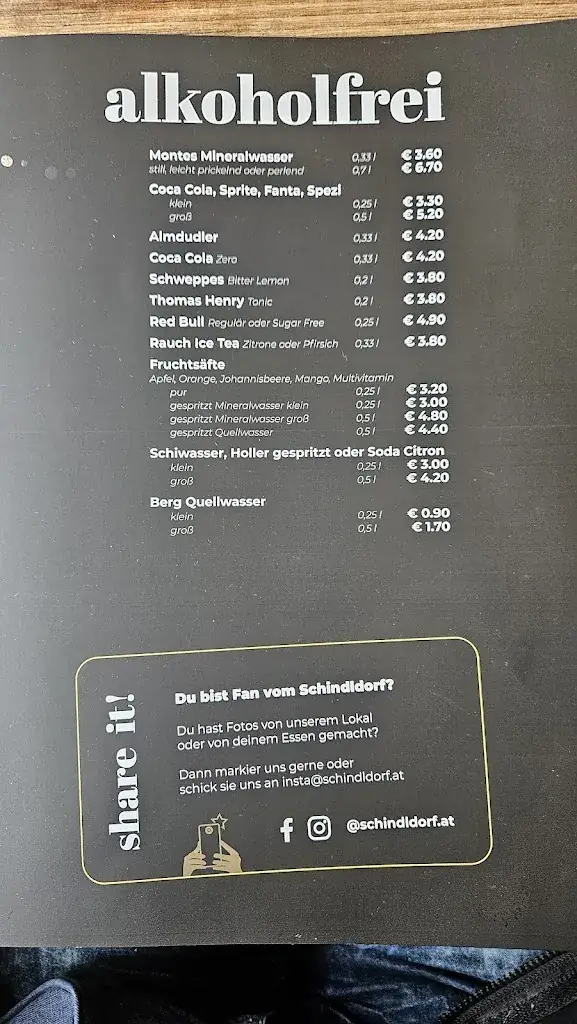 alkoholfrei
Montes Mineralwasser 0,33 l € 3.60
still, leicht prickelnd oder perlend 0,7 l € 6.70
Coca Cola, Sprite, Fanta, Spezi
klein 0,25 l € 3.30
groß 0,5 l € 5.20
Almdudler 0,33 l € 4.20
Coca Cola Zero 0,33 l € 4.20
Schweppes Bitter Lemon 0,2 l € 3.80
Thomas Henry Tonic 0,2 l € 3.80
Red Bull Regulär oder Sugar Free 0,25 l € 4.90
Rauch Ice Tea Zitrone oder Pfirsich 0,33 l € 3.80
Fruchtsäfte
Apfel, Orange, Johannisbeere, Mango, Multivitamin
pur 0,25 l € 3.20
gespritzt Mineralwasser klein 0,25 l € 3.00
gespritzt Mineralwasser groß 0,5 l € 4.80
gespritzt Quellwasser 0,5 l € 4.40
Schiwasser, Holler gespritzt oder Soda Citron
klein 0,25 l € 3.00
groß 0,5 l € 4.20
Berg Quellwasser
klein 0,25 l € 0.90
groß 0,5 l € 1.70
share it!
Du bist Fan vom Schindldorf?
Du hast Fotos von unserem Lokal
oder von deinem Essen gemacht?
Dann markier uns gerne oder
schick sie uns an insta@schindldorf.at
@schindldorf.at